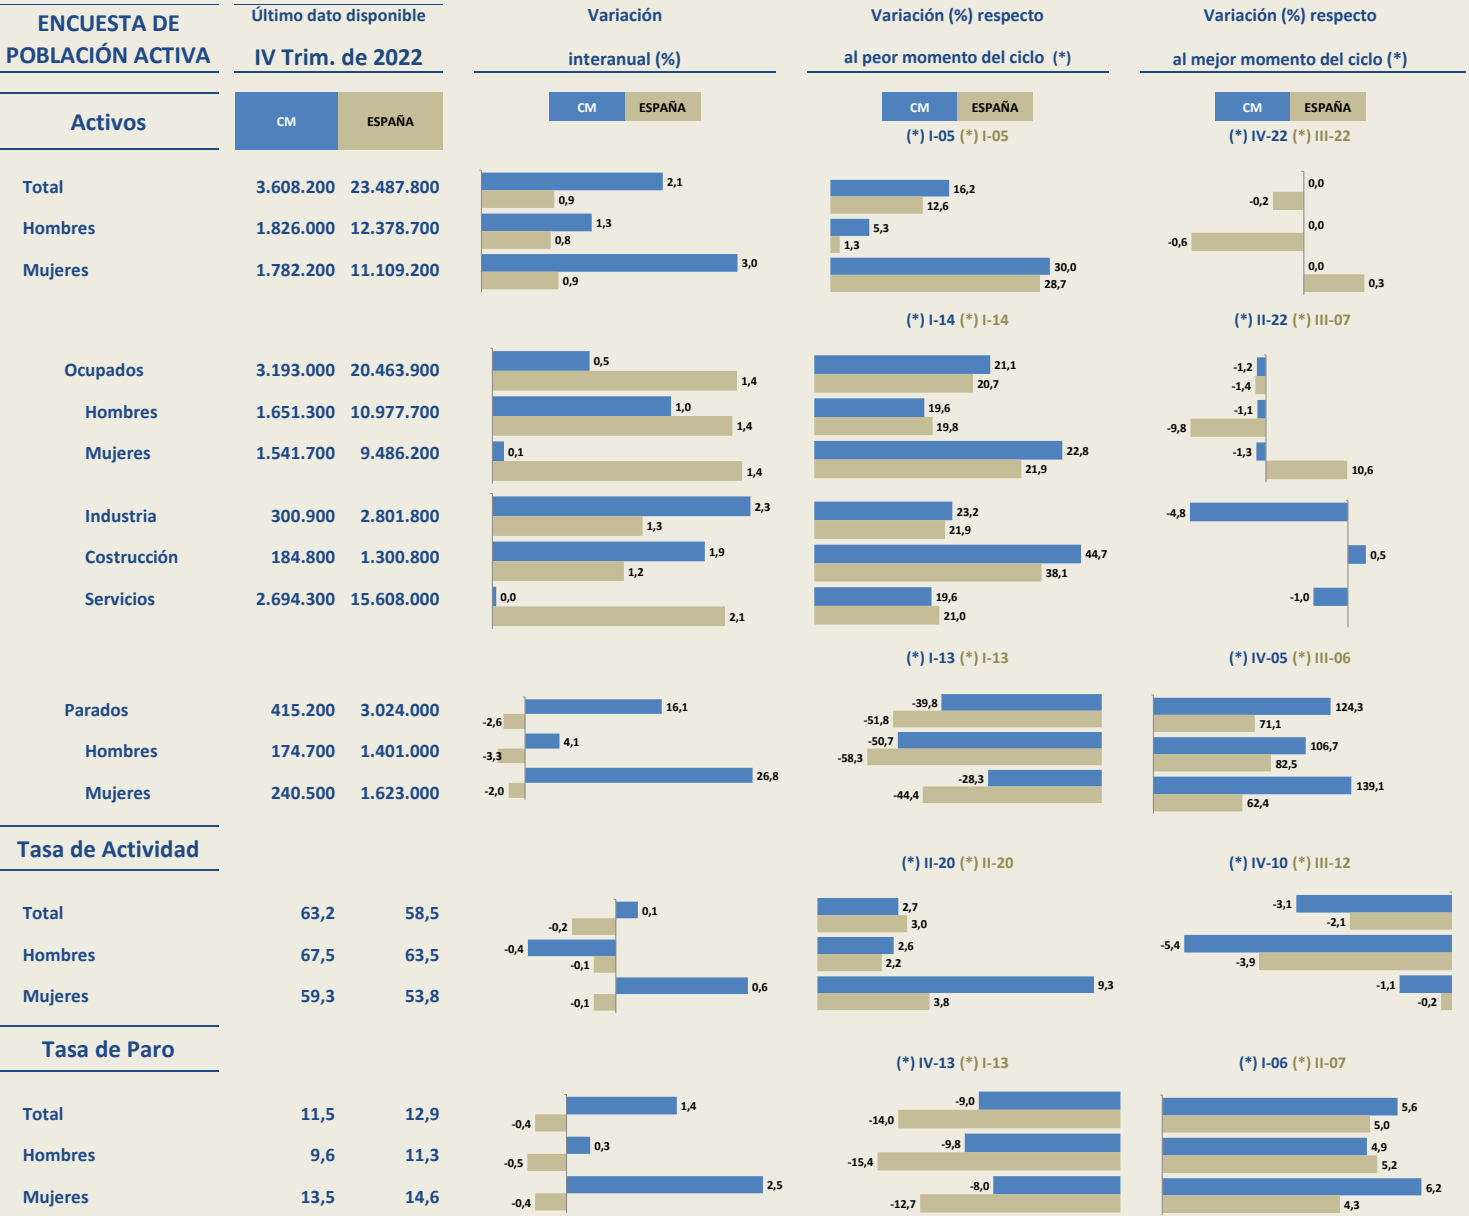 ENCUESTA DE
POBLACIÓN ACTIVA
Último dato disponible
IV Trim. de 2022
Variación
interanual (%)
Variación (%) respecto
al peor momento del ciclo (*)
Variación (%) respecto
al mejor momento del ciclo (*)
Activos
CM ESPAÑA
CM ESPAÑA
CM ESPAÑA
(*) I-05 (*) I-05
CM ESPAÑA
(*) IV-22 (*) III-22
Total 3.608.200 23.487.800
2,1
0,9
16,2
12,6
0,0
-0,2
Hombres 1.826.000 12.378.700
1,3
0,8
5,3
1,3
0,0
-0,6
Mujeres 1.782.200 11.109.200
3,0
0,9
30,0
28,7
0,0
0,3
(*) I-14 (*) I-14
(*) II-22 (*) III-07
Ocupados 3.193.000 20.463.900
0,5
1,4
21,1
20,7
-1,2
-1,4
Hombres 1.651.300 10.977.700
1,0
1,4
19,6
19,8
-1,1
-9,8
Mujeres 1.541.700 9.486.200
0,1
1,4
22,8
21,9
-1,3
10,6
Industria 300.900 2.801.800
2,3
1,3
23,2
21,9
-4,8
Costrucción 184.800 1.300.800
1,9
1,2
44,7
38,1
0,5
Servicios 2.694.300 15.608.000
0,0
2,1
19,6
21,0
-1,0
(*) I-13 (*) I-13
(*) IV-05 (*) III-06
Parados 415.200 3.024.000
16,1
-2,6
-39,8
-51,8
124,3
71,1
Hombres 174.700 1.401.000
4,1
-3,3
-50,7
-58,3
106,7
82,5
Mujeres 240.500 1.623.000
26,8
-2,0
-28,3
-44,4
139,1
62,4
Tasa de Actividad
(*) II-20 (*) II-20
(*) IV-10 (*) III-12
Total 63,2 58,5
0,1
-0,2
2,7
3,0
-3,1
-2,1
Hombres 67,5 63,5
-0,4
-0,1
2,6
2,2
-5,4
-3,9
Mujeres 59,3 53,8
0,6
-0,1
9,3
3,8
-1,1
-0,2
Tasa de Paro
(*) IV-13 (*) I-13
(*) I-06 (*) II-07
Total 11,5 12,9
1,4
-0,4
-9,0
-14,0
5,6
5,0
Hombres 9,6 11,3
0,3
-0,5
-9,8
-15,4
4,9
5,2
Mujeres 13,5 14,6
2,5
-0,4
-8,0
-12,7
6,2
4,3